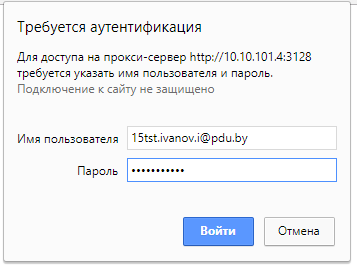 Требуется аутентификация
Для доступа на прокси-сервер http://10.10.101.4:3128
требуется указать имя пользователя и пароль.
Подключение к сайту не защищено
Имя пользователя 15tst.ivanov.i@pdu.by
Пароль •••••••••••
Войти Отмена